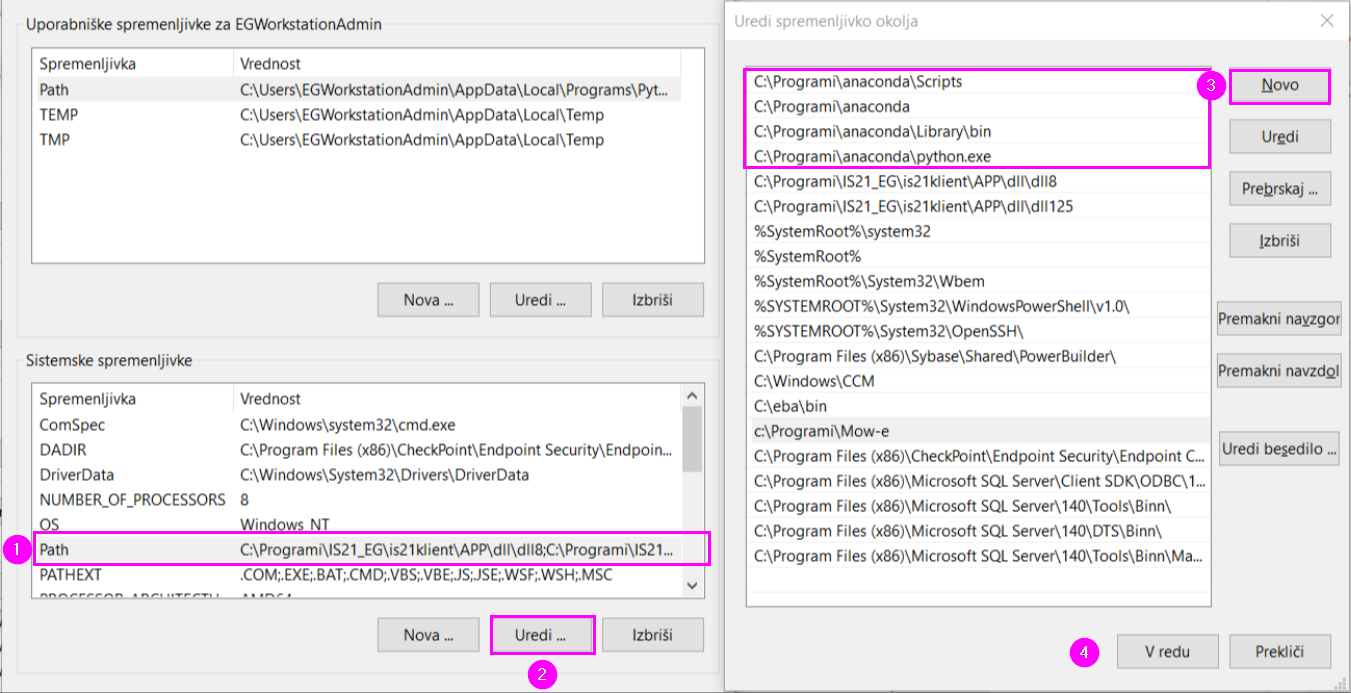 Uporabniške spremenljivke za EGWorkstationAdmin
Spremenljivka Vrednost
Path C:\Users\EGWorkstationAdmin\AppData\Local\Programs\Pyt...
TEMP C:\Users\EGWorkstationAdmin\AppData\Local\Temp
TMP C:\Users\EGWorkstationAdmin\AppData\Local\Temp
Nova ... Uredi ... Izbriši
Sistemske spremenljivke
Spremenljivka Vrednost
ComSpec C:\Windows\system32\cmd.exe
DADIR C:\Program Files (x86)\CheckPoint\Endpoint Security\Endpoin...
DriverData C:\Windows\System32\Drivers\DriverData
NUMBER_OF_PROCESSORS 8
OS Windows_NT
1 Path C:\Programi\IS21_EG\is21klient\APP\dll\dll8;C:\Programi\IS21...
PATHEXT .COM;.EXE;.BAT;.CMD;.VBS;.VBE;.JS;.JSE;.WSF;.WSH;.MSC
PROCESSOR_ARCHITECTU AMD64
Nova ... Uredi ... Izbriši
2
Uredi spremenljivko okolja
C:\Programi\anaconda\Scripts
C:\Programi\anaconda
C:\Programi\anaconda\Library\bin
C:\Programi\anaconda\python.exe
C:\Programi\IS21_EG\is21klient\APP\dll\dll8
C:\Programi\IS21_EG\is21klient\APP\dll\dll125
%SystemRoot%\system32
%SystemRoot%
%SystemRoot%\System32\Wbem
%SYSTEMROOT%\System32\WindowsPowerShell\v1.0\
%SYSTEMROOT%\System32\OpenSSH\
C:\Program Files (x86)\Sybase\Shared\PowerBuilder\
C:\Windows\CCM
C:\eba\bin
c:\Programi\Mow-e
C:\Program Files (x86)\CheckPoint\Endpoint Security\Endpoint C...
C:\Program Files (x86)\Microsoft SQL Server\Client SDK\ODBC\1...
C:\Program Files (x86)\Microsoft SQL Server\140\Tools\Binn\
C:\Program Files (x86)\Microsoft SQL Server\140\DTS\Binn\
C:\Program Files (x86)\Microsoft SQL Server\140\Tools\Binn\Ma...
3 Novo
Uredi
Prebrskaj ...
Izbriši
Premakni navzgor
Premakni navzdol
Uredi besedilo ...
4 V redu Prekliči